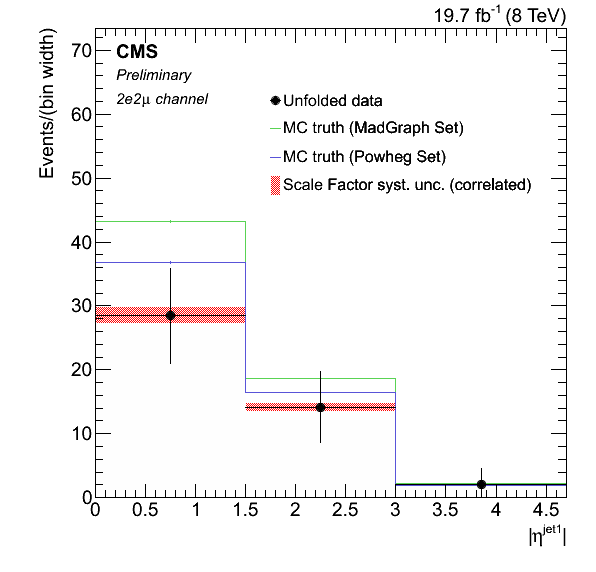 19.7 fb⁻¹ (8 TeV)
Events/(bin width)
CMS
Preliminary
2e2μ channel
Unfolded data
MC truth (MadGraph Set)
MC truth (Powheg Set)
Scale Factor syst. unc. (correlated)
70
60
50
40
30
20
10
0
0 0.5 1 1.5 2 2.5 3 3.5 4 4.5
|η^jet1|